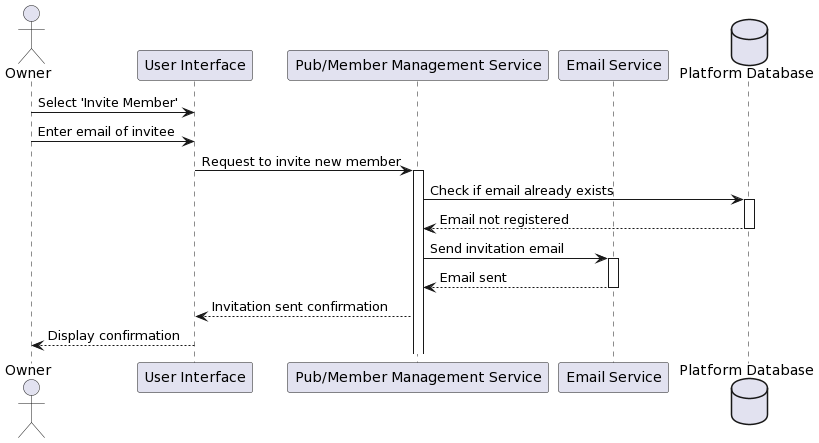 Owner
User Interface
Pub/Member Management Service
Email Service
Platform Database
Select 'Invite Member'
Enter email of invitee
Request to invite new member
Check if email already exists
Email not registered
Send invitation email
Email sent
Invitation sent confirmation
Display confirmation
Owner
User Interface
Pub/Member Management Service
Email Service
Platform Database